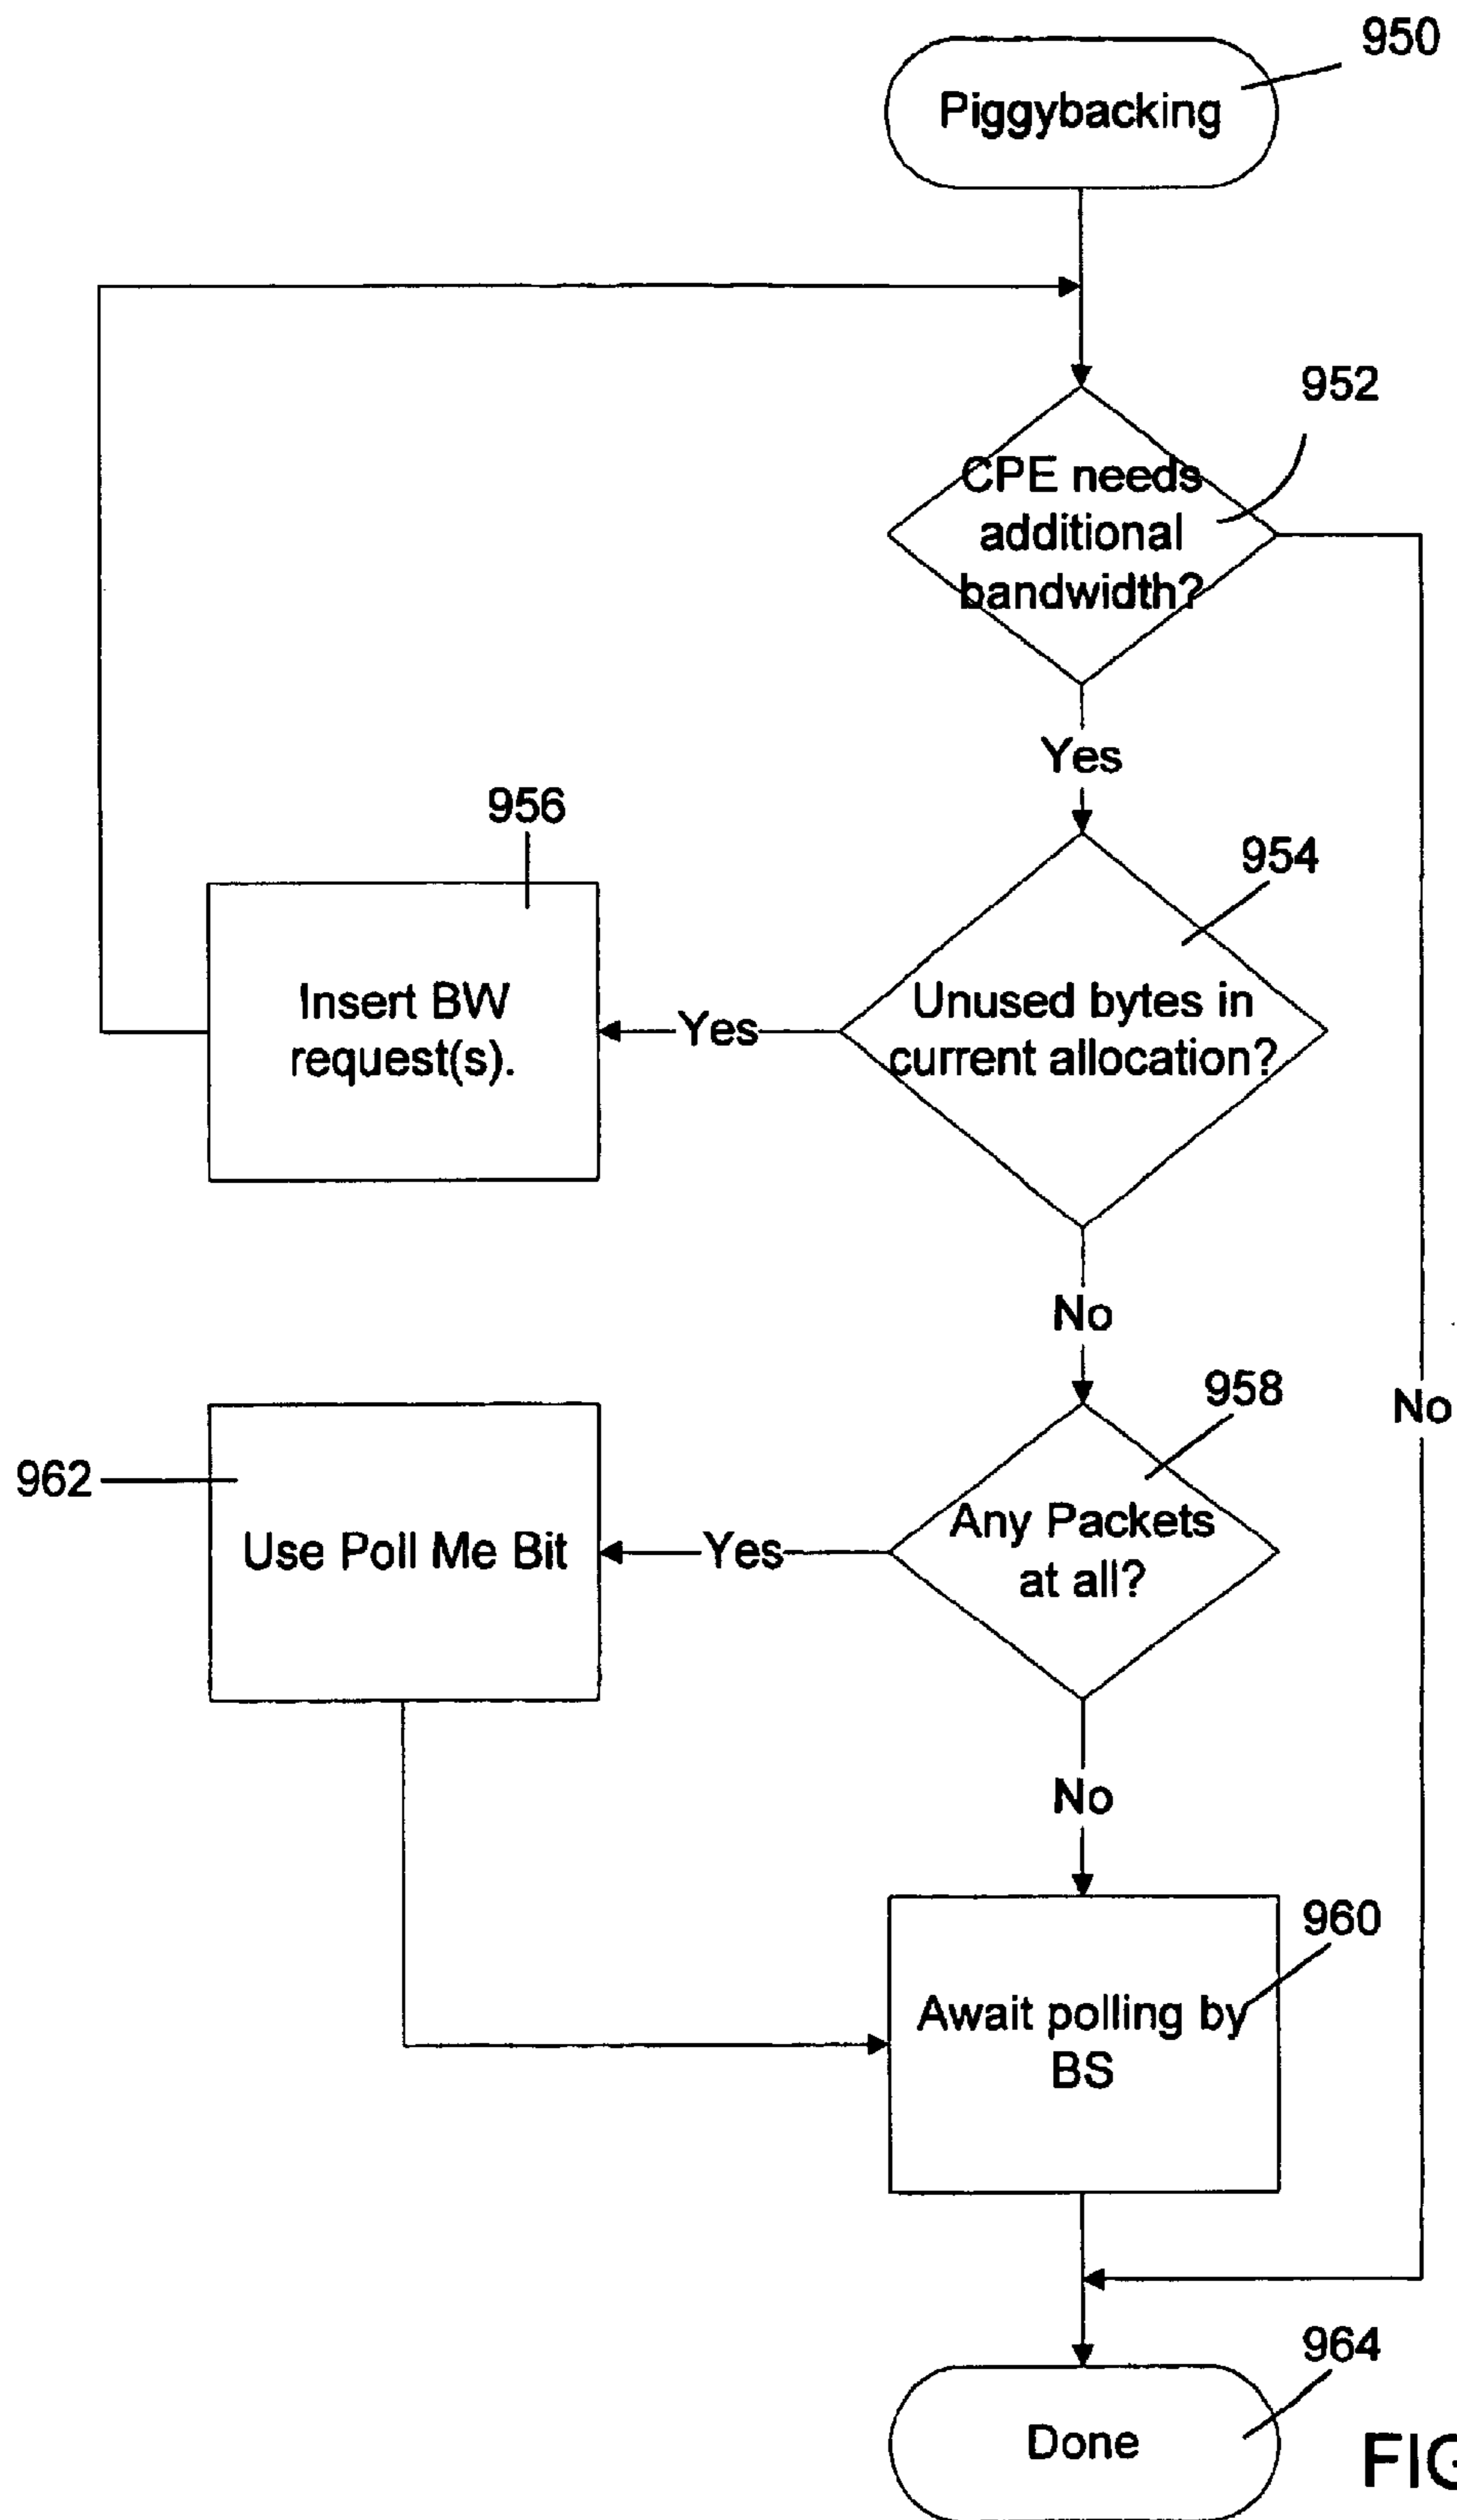 950
Piggybacking
952
CPE needs
additional
bandwidth?
Yes
956
954
Insert BW
request(s).
Yes
Unused bytes in
current allocation?
No
958
No
962
Use Poll Me Bit
Yes
Any Packets
at all?
No
960
Await polling by
BS
964
Done